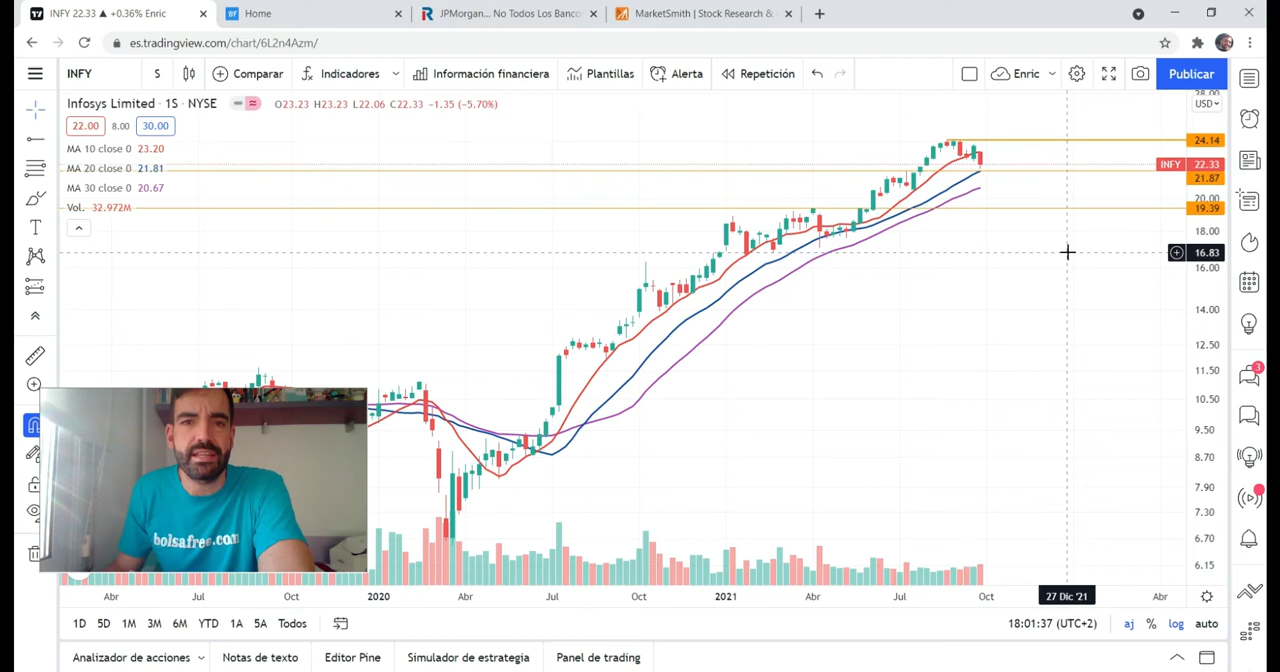 INFY 22.33 ▲ +0.36% Enric
Home
JPMorgan... No Todos Los Banco
MarketSmith | Stock Research &
es.tradingview.com/chart/6L2n4Azm/
INFY S Comparar Indicadores Información financiera Plantillas Alerta Repetición Enric Publicar
Infosys Limited · 1S · NYSE O23.23 H23.23 L22.06 C22.33 −1.35 (−5.70%)
22.00 8.00 30.00
MA 10 close 0 23.20
MA 20 close 0 21.81
MA 30 close 0 20.67
Vol. 32.972M
28.00
USD
24.14
INFY 22.33
21.87
20.00
19.39
18.00
16.83
16.00
14.00
12.50
11.50
10.50
9.50
8.70
7.90
7.30
6.70
6.15
3
bolsafree.com
Abr Jul Oct 2020 Abr Jul Oct 2021 Abr Jul Oct 27 Dic '21 Abr
1D 5D 1M 3M 6M YTD 1A 5A Todos 18:01:37 (UTC+2) aj % log auto
Analizador de acciones Notas de texto Editor Pine Simulador de estrategia Panel de trading